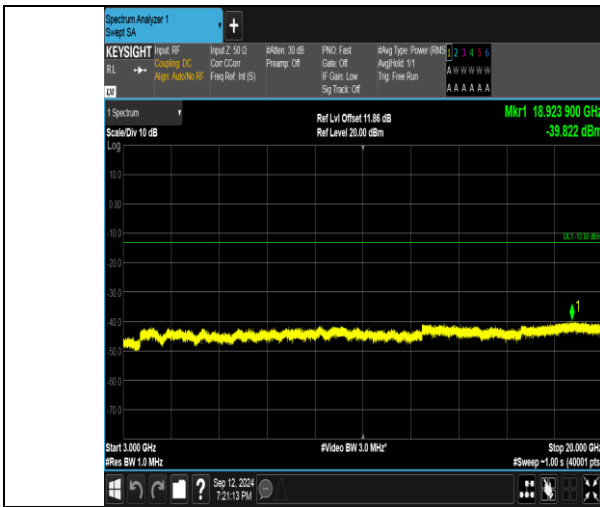 Spectrum Analyzer 1
Swept SA
+
KEYSIGHT Input: RF Input Z: 50 Ω #Atten: 30 dB PNO: Fast #Avg Type: Power (RMS 1 2 3 4 5 6
RL Coupling: DC Corr CCorr Preamp: Off Gate: Off Avg|Hold: 1/1 A W W W W W
Align: Auto/No RF Freq Ref: Int (S) IF Gain: Low Trig: Free Run
LXI Sig Track: Off A A A A A A
1 Spectrum Ref Lvl Offset 11.86 dB Mkr1 18.923 900 GHz
Scale/Div 10 dB Ref Level 20.00 dBm -39.822 dBm
Log
10.0
0.00
-10.0
DL1 -13.00 dBm
-20.0
-30.0
1
-40.0
-50.0
-60.0
-70.0
Start 3.000 GHz #Video BW 3.0 MHz* Stop 20.000 GHz
#Res BW 1.0 MHz #Sweep ~1.00 s (40001 pts
? Sep 12, 2024
7:21:13 PM